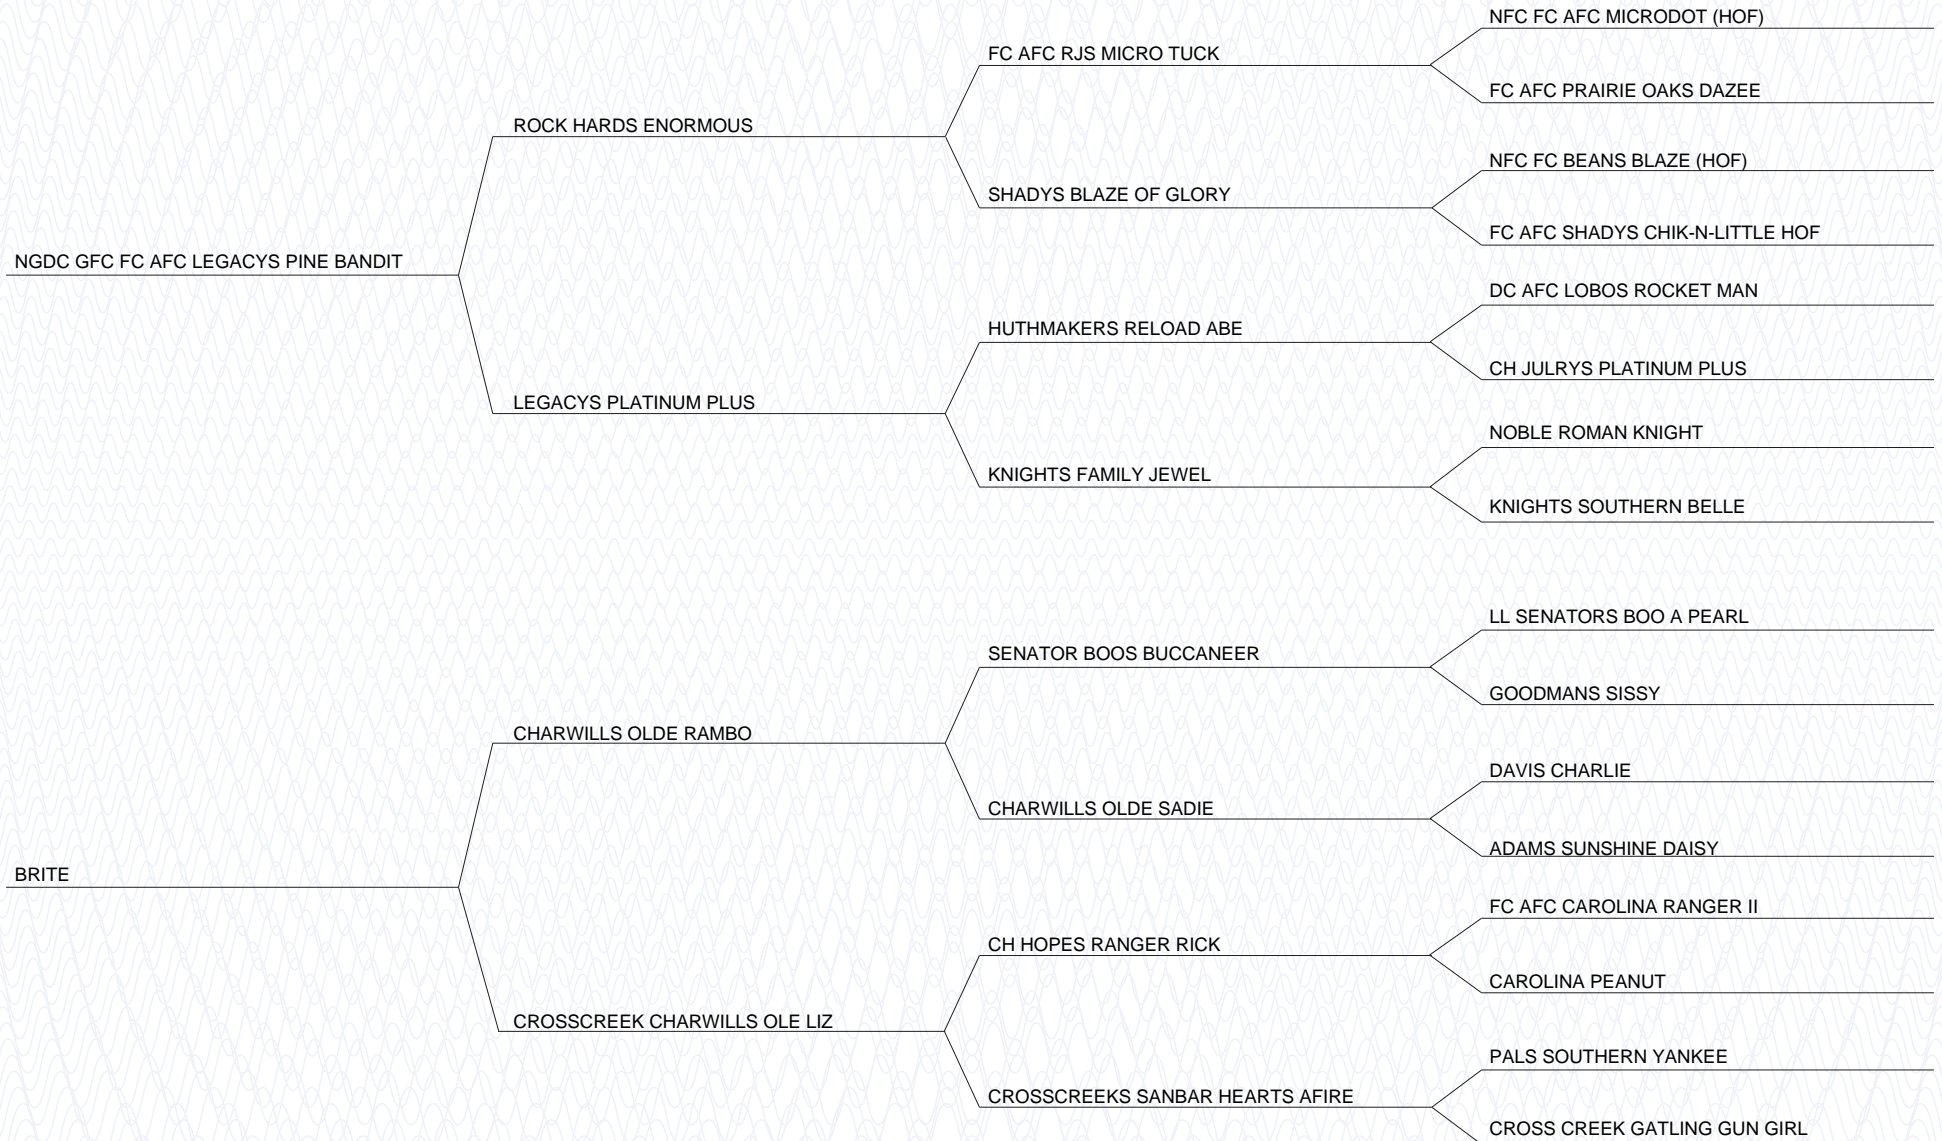 NFC FC AFC MICRODOT (HOF)
FC AFC RJS MICRO TUCK
FC AFC PRAIRIE OAKS DAZEE
ROCK HARDS ENORMOUS
NFC FC BEANS BLAZE (HOF)
SHADYS BLAZE OF GLORY
FC AFC SHADYS CHIK-N-LITTLE HOF
NGDC GFC FC AFC LEGACYS PINE BANDIT
DC AFC LOBOS ROCKET MAN
HUTHMAKERS RELOAD ABE
CH JULRYS PLATINUM PLUS
LEGACYS PLATINUM PLUS
NOBLE ROMAN KNIGHT
KNIGHTS FAMILY JEWEL
KNIGHTS SOUTHERN BELLE
LL SENATORS BOO A PEARL
SENATOR BOOS BUCCANEER
GOODMANS SISSY
CHARWILLS OLDE RAMBO
DAVIS CHARLIE
CHARWILLS OLDE SADIE
ADAMS SUNSHINE DAISY
BRITE
FC AFC CAROLINA RANGER II
CH HOPES RANGER RICK
CAROLINA PEANUT
CROSSCREEK CHARWILLS OLE LIZ
PALS SOUTHERN YANKEE
CROSSCREEKS SANBAR HEARTS AFIRE
CROSS CREEK GATLING GUN GIRL